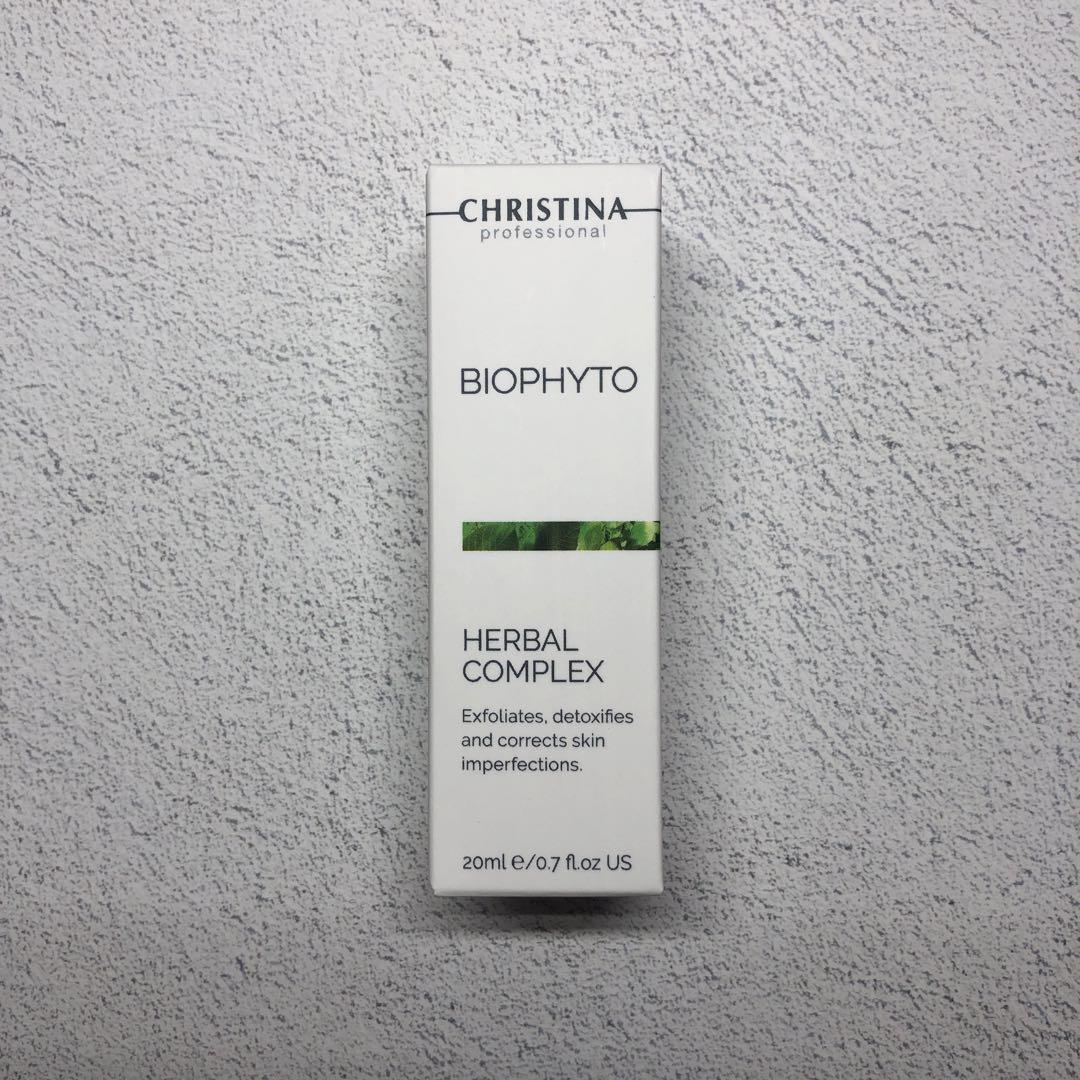 CHRISTINA
professional
BIOPHYTO
HERBAL
COMPLEX
Exfoliates, detoxifies
and corrects skin
imperfections.
20ml ℮/0.7 fl.oz US